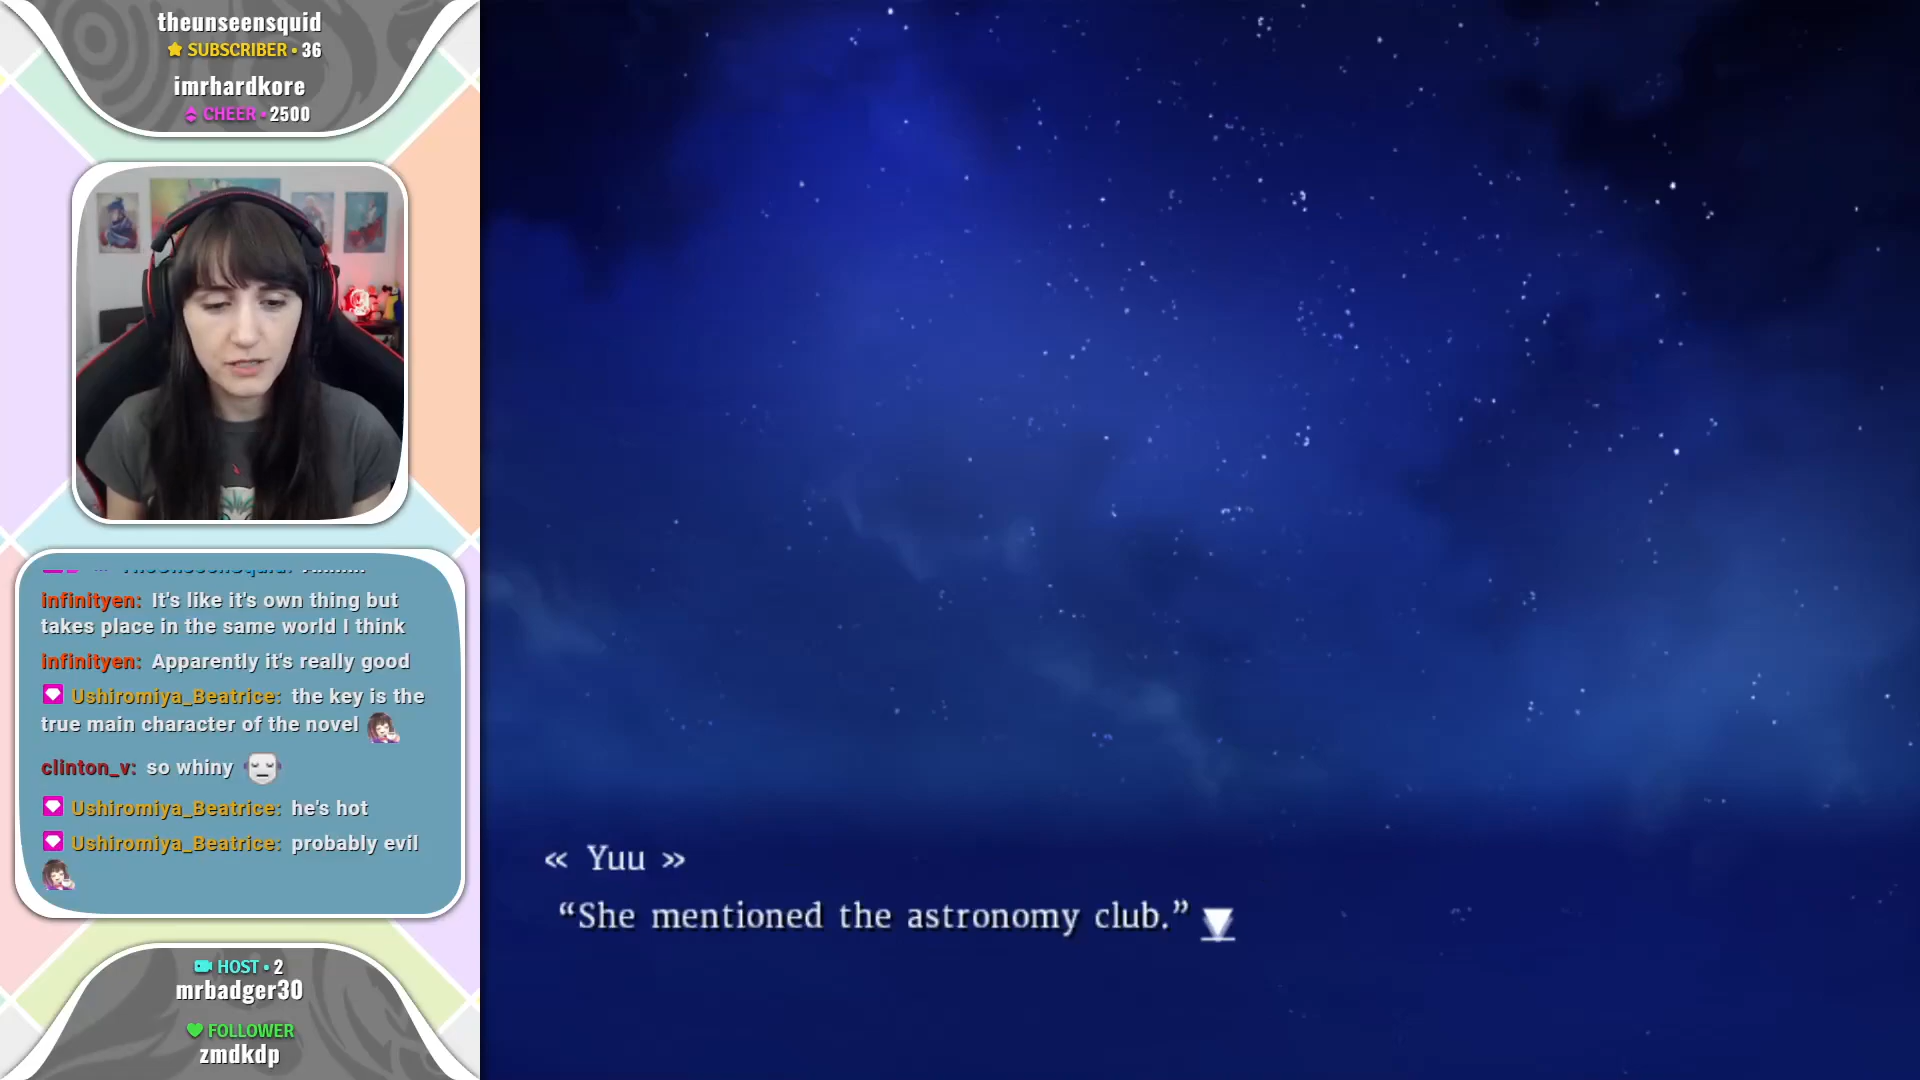 theunseensquid
SUBSCRIBER • 36
imrhardkore
CHEER • 2500
infinityen: It's like it's own thing but
takes place in the same world I think
infinityen: Apparently it's really good
Ushiromiya_Beatrice: the key is the
true main character of the novel
clinton_v: so whiny
Ushiromiya_Beatrice: he's hot
Ushiromiya_Beatrice: probably evil
HOST • 2
mrbadger30
FOLLOWER
zmdkdp
« Yuu »
“She mentioned the astronomy club.”